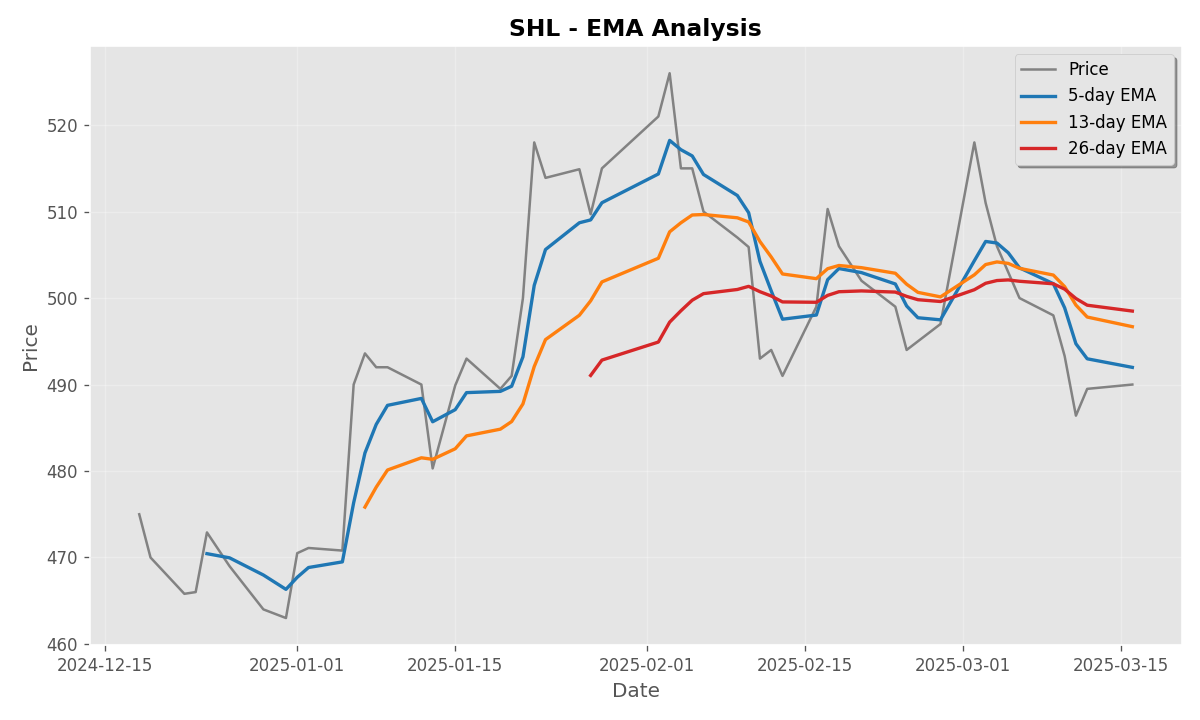 SHL - EMA Analysis
Price
5-day EMA
13-day EMA
26-day EMA
520
510
500
490
480
470
460
Price
2024-12-15
2025-01-01
2025-01-15
2025-02-01
2025-02-15
2025-03-01
2025-03-15
Date